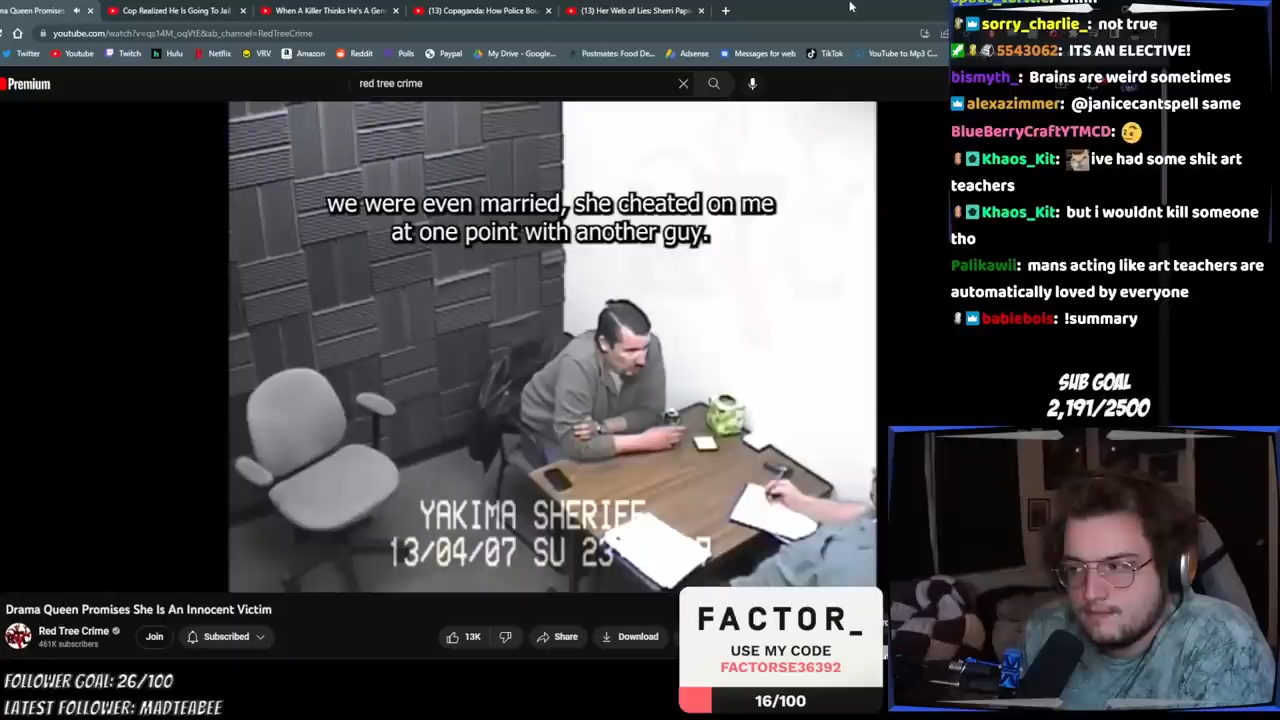 ma Queen Promises
Cop Realized He Is Going To Jail
When A Killer Thinks He's A Gen
(13) Copaganda: How Police Bou
(13) Her Web of Lies: Sherri Pap
youtube.com/watch?v=qs14M_oqVtE&ab_channel=RedTreeCrime
Twitter
Youtube
Twitch
Hulu
Netflix
VRV
Amazon
Reddit
Polls
Paypal
My Drive - Google...
Postmates: Food De...
Adsense
Messages for web
TikTok
YouTube to Mp3 C...
Premium
red tree crime
we were even married, she cheated on me
at one point with another guy.
YAKIMA SHERIFF
13/04/07 SU 23
Drama Queen Promises She Is An Innocent Victim
Red Tree Crime
461K subscribers
Join
Subscribed
13K
Share
Download
FOLLOWER GOAL: 26/100
LATEST FOLLOWER: MADTEABEE
FACTOR_
USE MY CODE
FACTORSE36392
16/100
sorry_charlie_: not true
5543062: ITS AN ELECTIVE!
bismyth_: Brains are weird sometimes
alexazimmer: @janicecantspell same
BlueBerryCraftYTMCD:
Khaos_Kit: ive had some shit art
teachers
Khaos_Kit: but i wouldnt kill someone
tho
Palikawii: mans acting like art teachers are
automatically loved by everyone
bablebois: !summary
SUB GOAL
2,191/2500